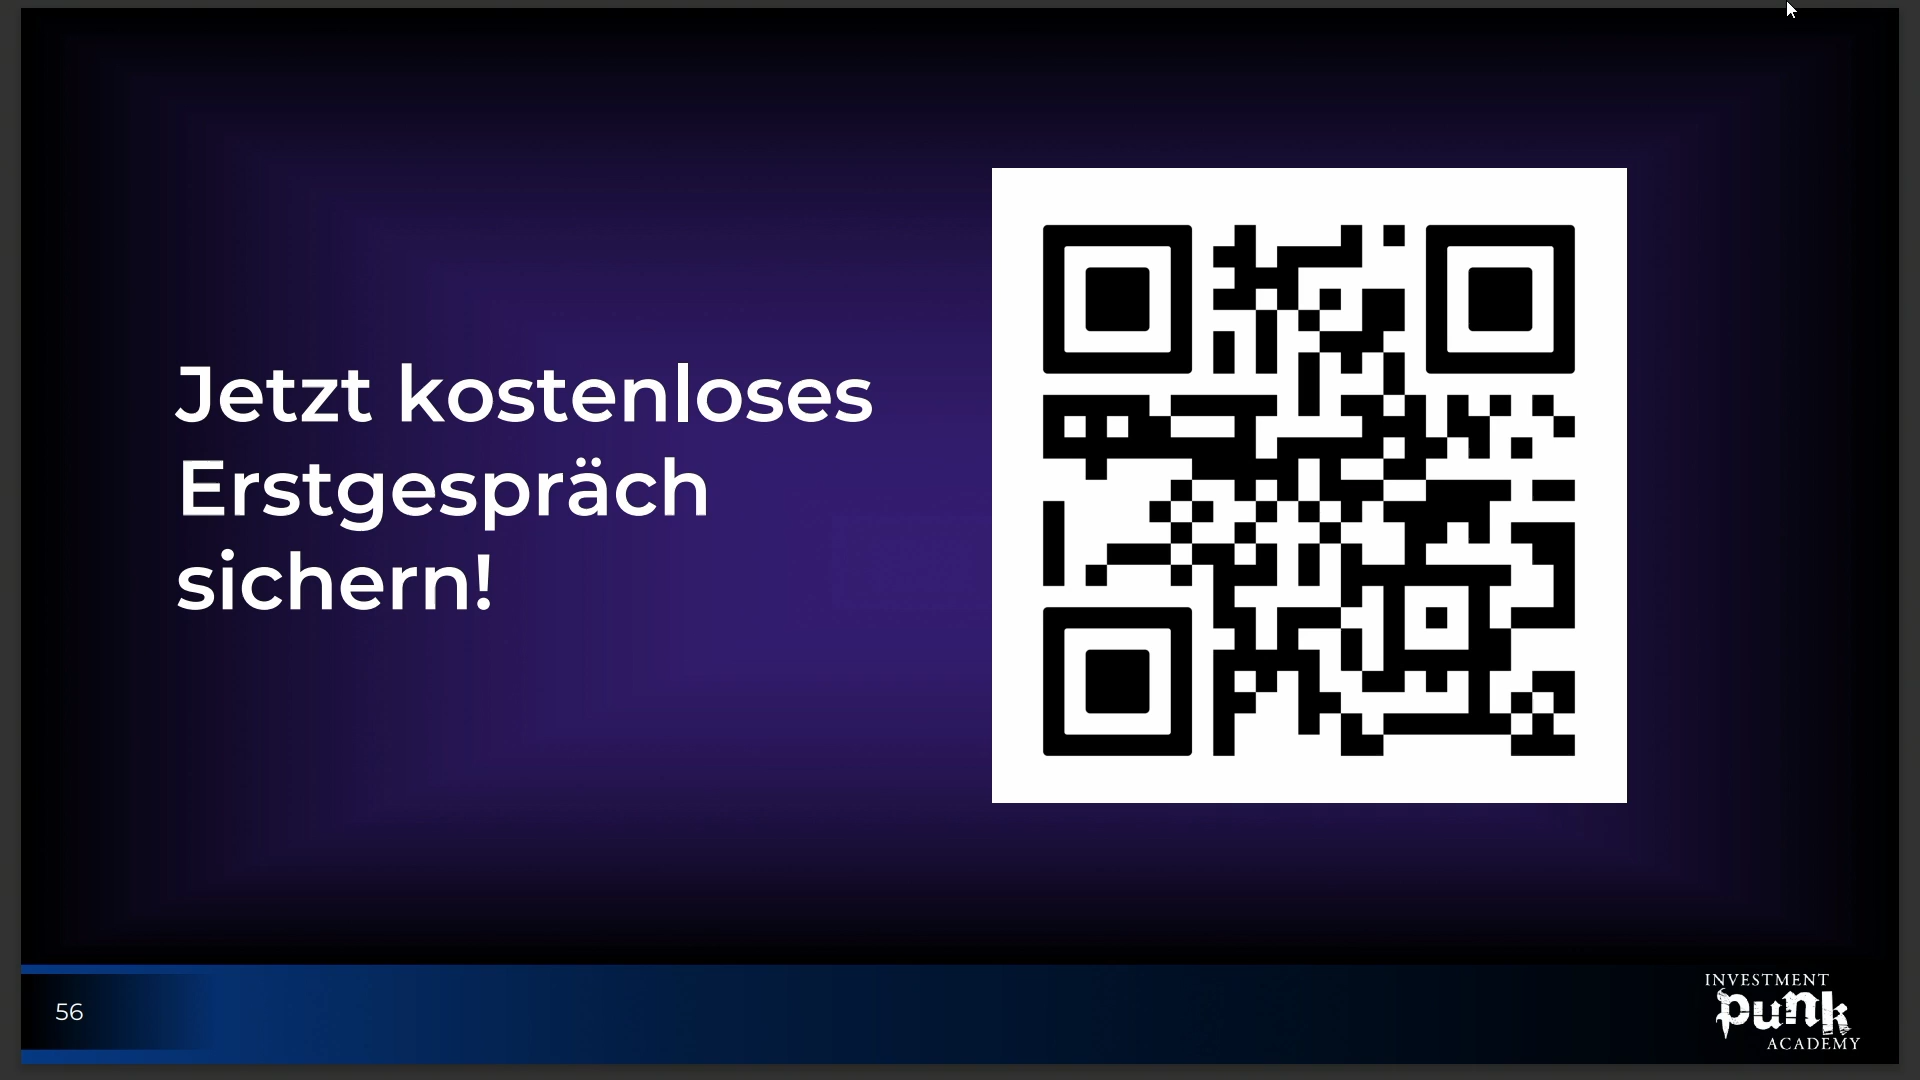 Jetzt kostenloses
Erstgespräch
sichern!
56
INVESTMENT
punk
ACADEMY